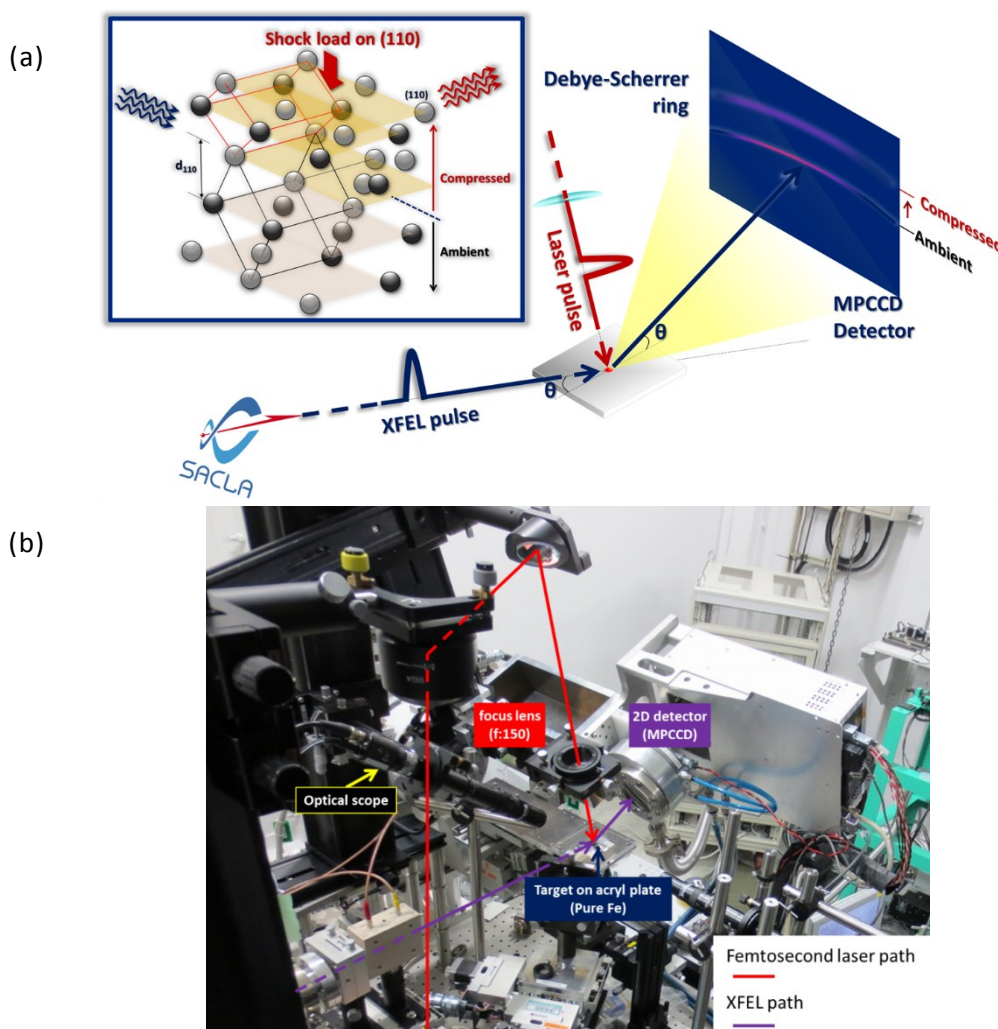 (a)
Shock load on (110)
(110)
d110
Compressed
Ambient
Debye-Scherrer
ring
Laser pulse
Compressed
Ambient
MPCCD
Detector
θ
θ
XFEL pulse
SACLA
(b)
focus lens
(f:150)
2D detector
(MPCCD)
Optical scope
Target on acryl plate
(Pure Fe)
Femtosecond laser path
XFEL path